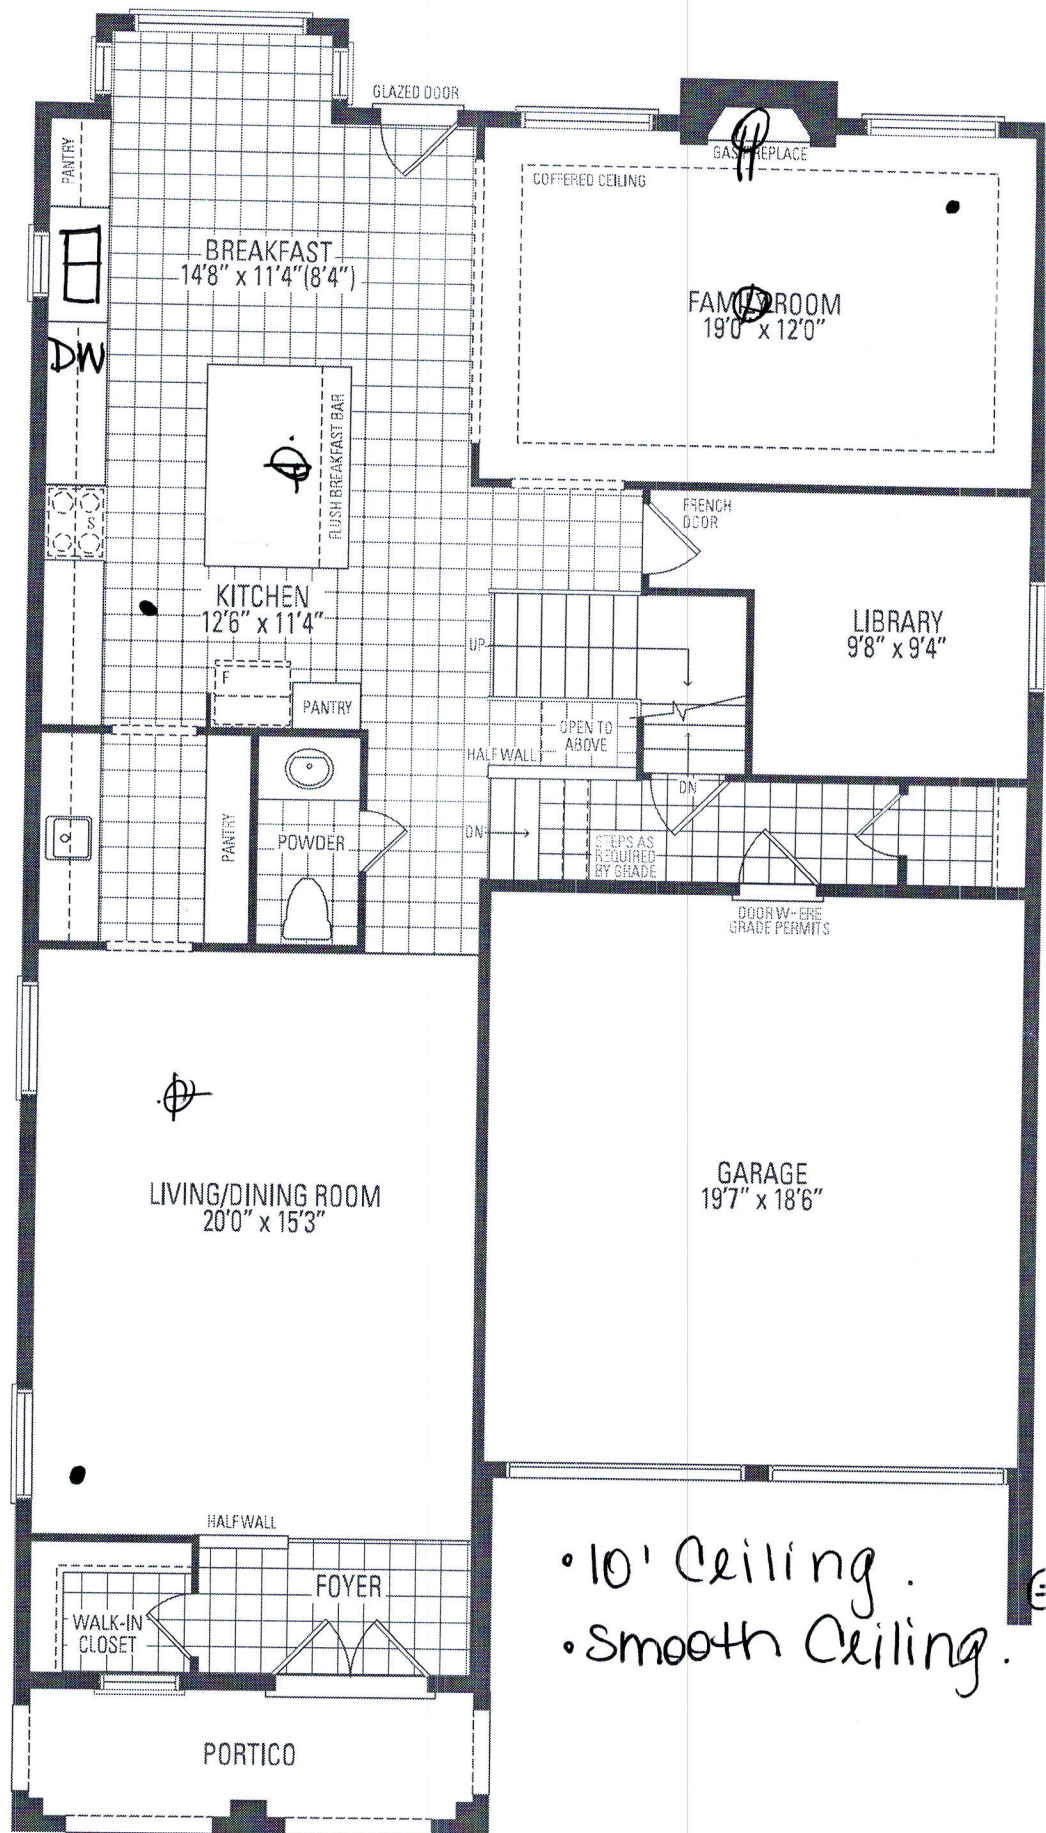 GLAZED DOOR
PANTRY
GAS FIREPLACE
COFFERED CEILING
BREAKFAST
14'8" x 11'4"(8'4")
FAMILY ROOM
19'0" x 12'0"
DW
FLUSH BREAKFAST BAR
S
FRENCH
DOOR
KITCHEN
12'6" x 11'4"
LIBRARY
9'8" x 9'4"
UP
F
PANTRY
OPEN TO
ABOVE
HALF WALL
DN
PANTRY
POWDER
DN
STEPS AS
REQUIRED
BY GRADE
DOOR W-ERE
GRADE PERMITS
LIVING/DINING ROOM
20'0" x 15'3"
GARAGE
19'7" x 18'6"
HALF WALL
FOYER
WALK-IN
CLOSET
• 10' Ceiling.
• Smooth Ceiling.
PORTICO